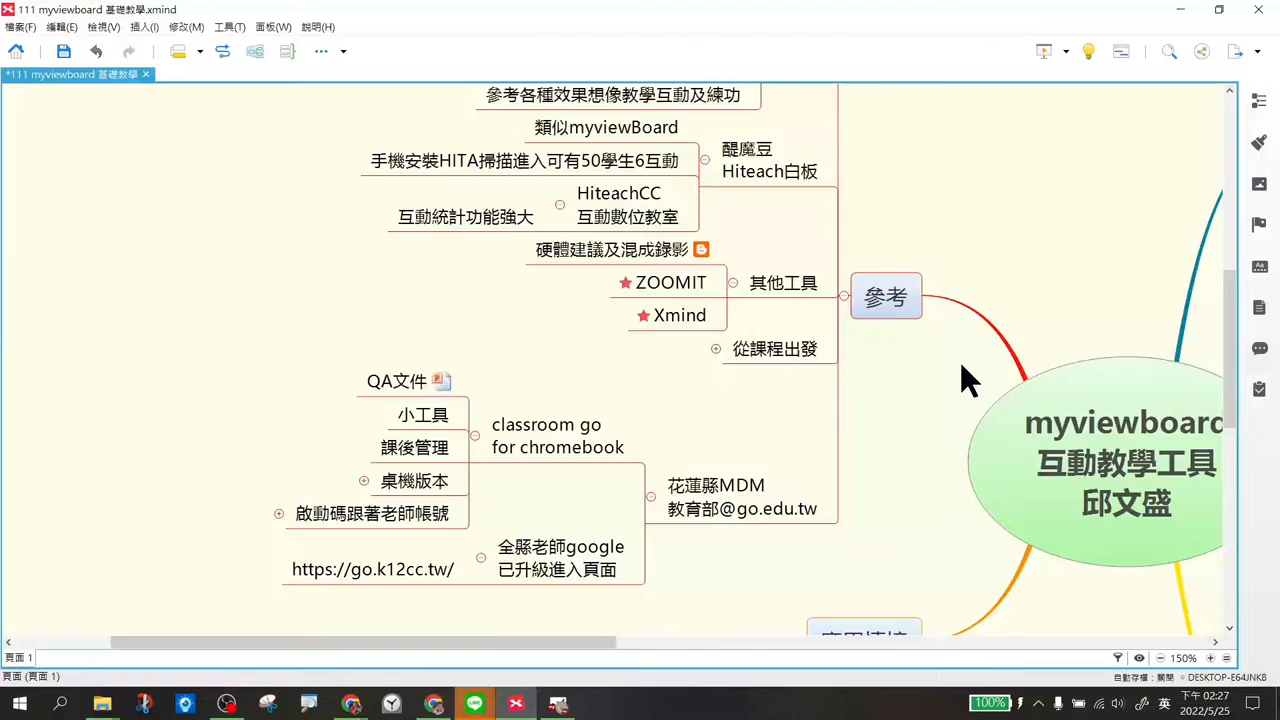 111 myviewboard 基礎教學.xmind
檔案(F) 編輯(E) 檢視(V) 插入(I) 修改(M) 工具(T) 面板(W) 說明(H)
*111 myviewboard 基礎教學
參考各種效果想像教學互動及練功
類似myviewBoard
手機安裝HITA掃描進入可有50學生6互動
醍魔豆
Hiteach白板
HiteachCC
互動數位教室
互動統計功能強大
硬體建議及混成錄影
ZOOMIT
其他工具
Xmind
參考
從課程出發
QA文件
小工具
classroom go
for chromebook
課後管理
桌機版本
啟動碼跟著老師帳號
花蓮縣MDM
教育部@go.edu.tw
全縣老師google
已升級進入頁面
https://go.k12cc.tw/
myviewboard
互動教學工具
邱文盛
頁面 1
150%
頁面 (頁面 1)
自動存檔：關閉
DESKTOP-E64JNK8
100%
英
下午 02:27
2022/5/25